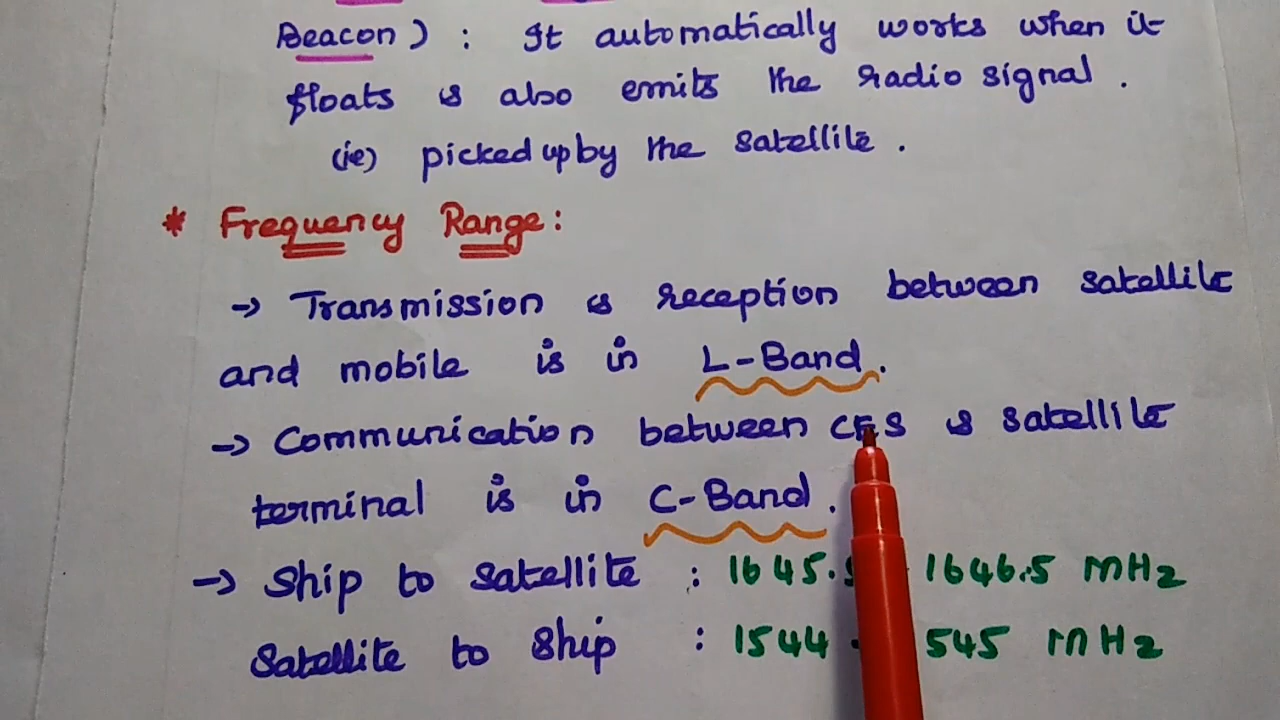 Beacon) : It automatically works when it
floats & also emits the radio signal.
(ie) picked up by the satellite.
* Frequency Range:
→ Transmission & reception between satellite
and mobile is in L-Band.
→ Communication between CES & satellite
terminal is in C-Band.
→ Ship to satellite : 1645. 1646.5 MHz
Satellite to ship : 1544 - 545 MHz